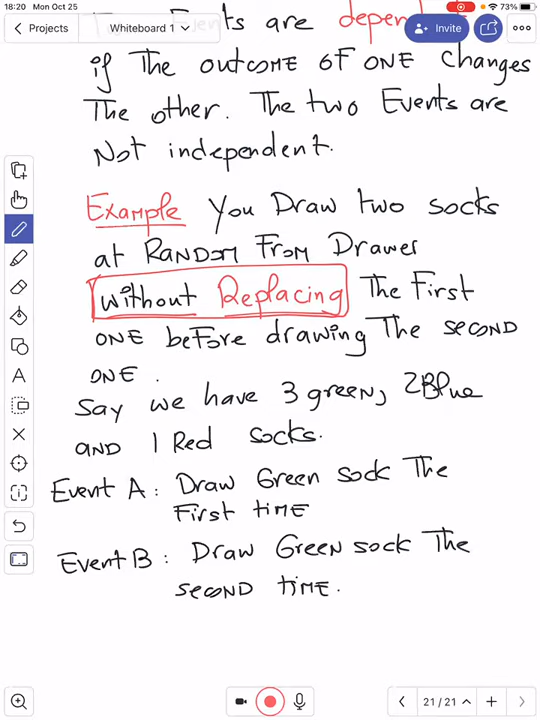 18:20 Mon Oct 25
73%
Projects
Whiteboard 1
Invite
Events are
if The outcome of one changes
The other. The two Events are
Not independent.
Example You Draw two socks
at Random From Drawer
without Replacing The First
one before drawing The second
one.
Say we have 3 green, 2 Blue
and 1 Red socks.
Event A: Draw Green sock The
First time
Event B: Draw Green sock The
second time.
A
21/21